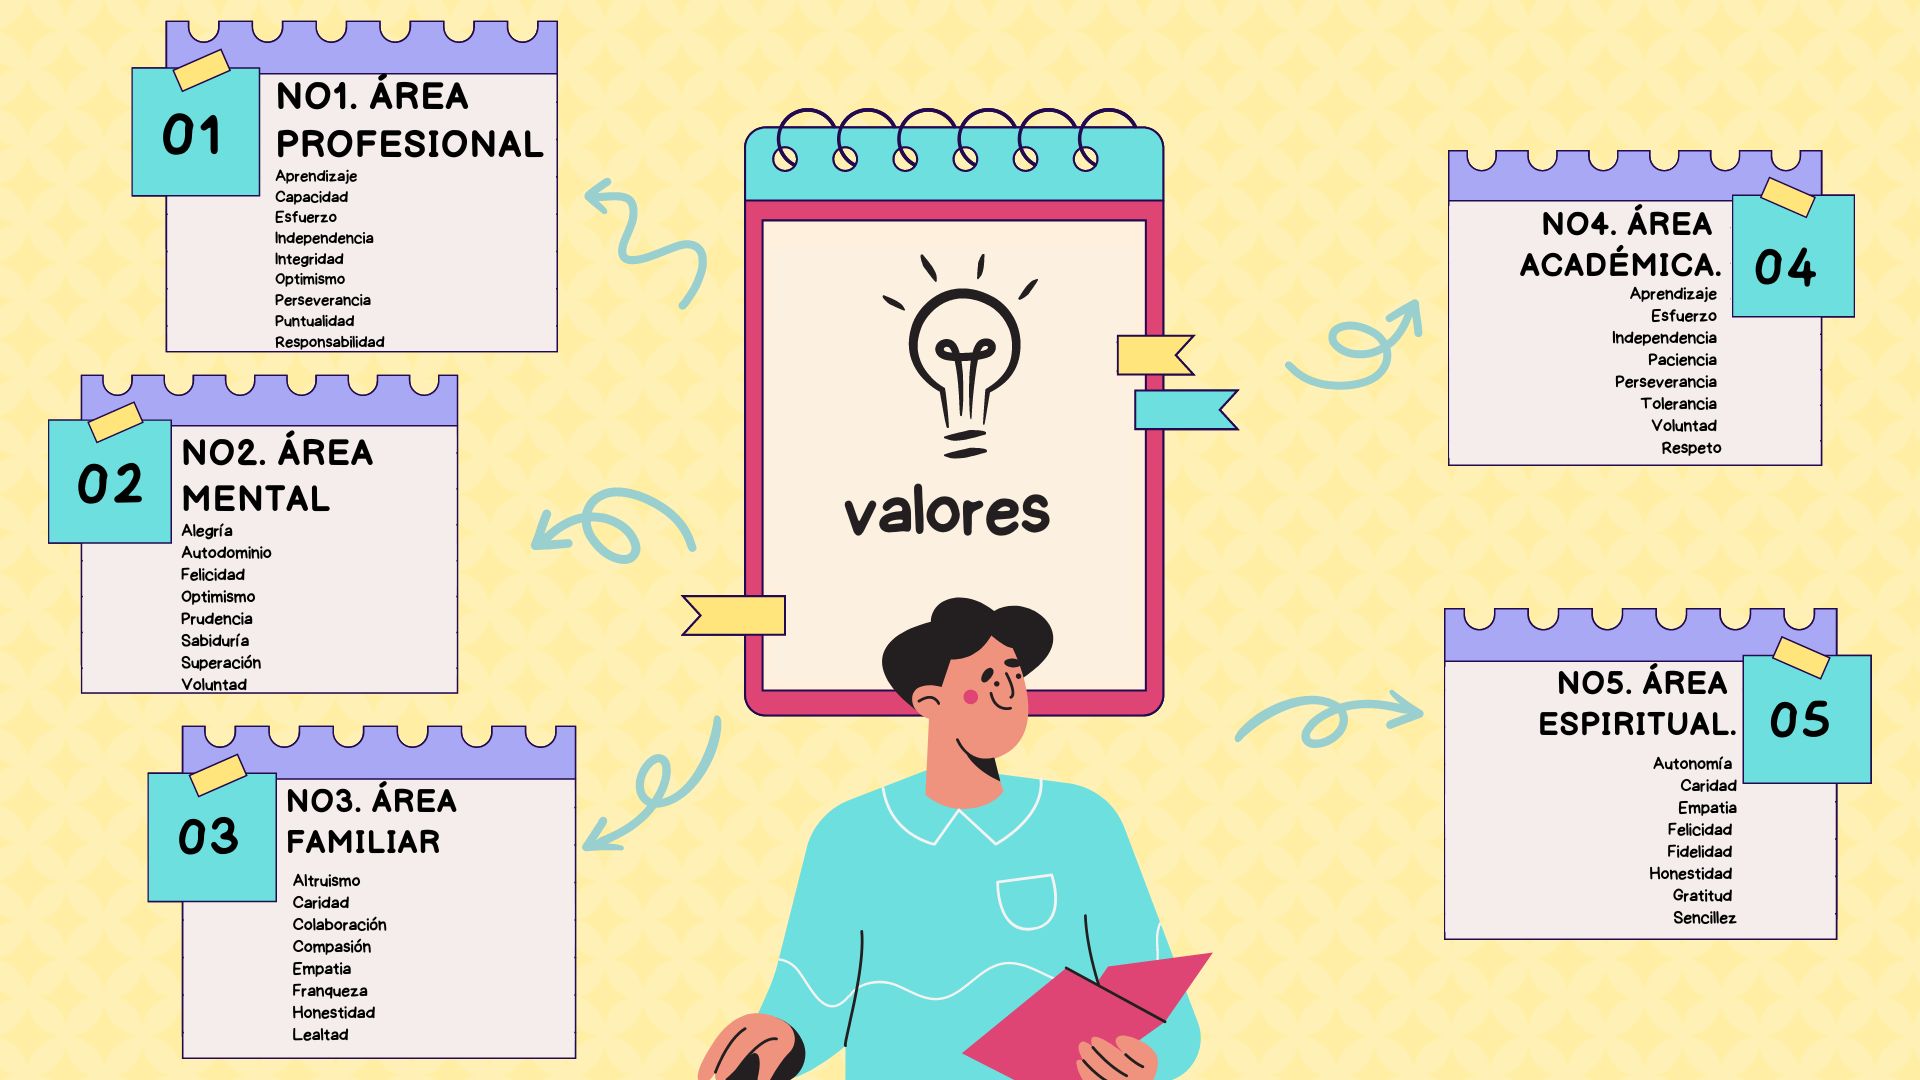 01
NO1. ÁREA
PROFESIONAL
Aprendizaje
Capacidad
Esfuerzo
Independencia
Integridad
Optimismo
Perseverancia
Puntualidad
Responsabilidad
02
NO2. ÁREA
MENTAL
Alegría
Autodominio
Felicidad
Optimismo
Prudencia
Sabiduría
Superación
Voluntad
03
NO3. ÁREA
FAMILIAR
Altruismo
Caridad
Colaboración
Compasión
Empatia
Franqueza
Honestidad
Lealtad
valores
04
NO4. ÁREA
ACADÉMICA.
Aprendizaje
Esfuerzo
Independencia
Paciencia
Perseverancia
Tolerancia
Voluntad
Respeto
05
NO5. ÁREA
ESPIRITUAL.
Autonomía
Caridad
Empatia
Felicidad
Fidelidad
Honestidad
Gratitud
Sencillez